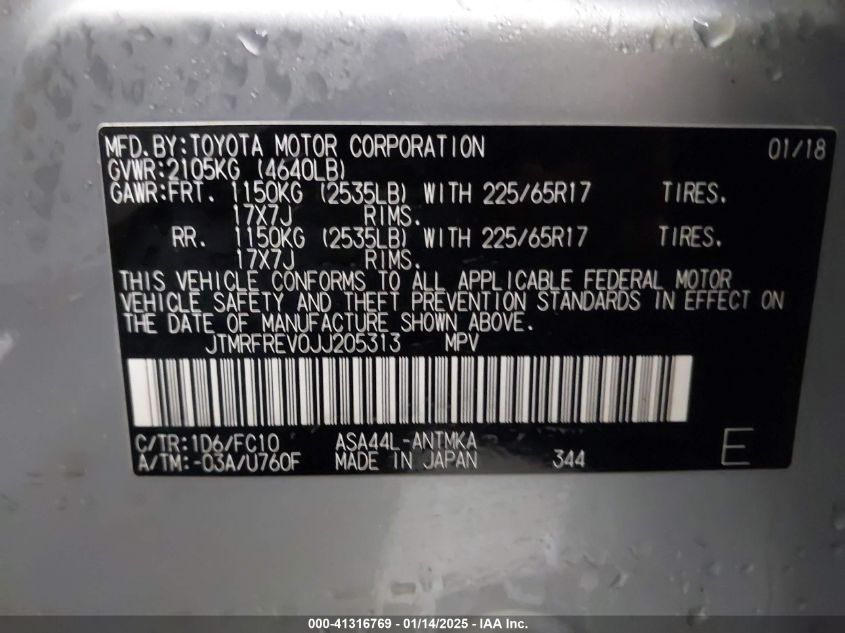 MFD.BY:TOYOTA MOTOR CORPORATION 01/18
GVWR:2105KG (4640LB)
GAWR:FRT. 1150KG (2535LB) WITH 225/65R17 TIRES.
17X7J RIMS.
RR. 1150KG (2535LB) WITH 225/65R17 TIRES.
17X7J RIMS.
THIS VEHICLE CONFORMS TO ALL APPLICABLE FEDERAL MOTOR
VEHICLE SAFETY AND THEFT PREVENTION STANDARDS IN EFFECT ON
THE DATE OF MANUFACTURE SHOWN ABOVE.
JTMRFREV0JJ205313 MPV
C/TR:1D6/FC10 ASA44L-ANTMKA
A/TM:-03A/U760F MADE IN JAPAN 344 E
000-41316769 - 01/14/2025 - IAA Inc.